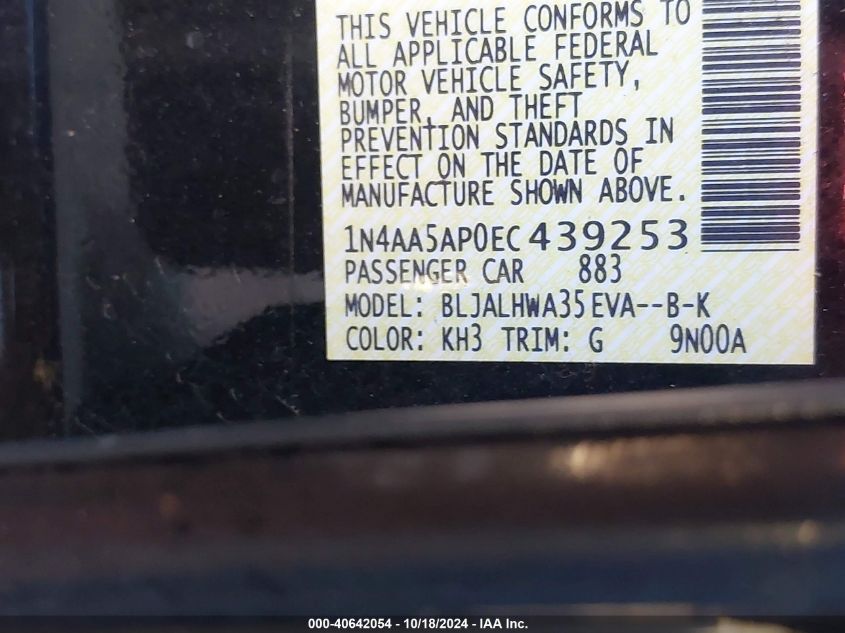 THIS VEHICLE CONFORMS TO
ALL APPLICABLE FEDERAL
MOTOR VEHICLE SAFETY,
BUMPER, AND THEFT
PREVENTION STANDARDS IN
EFFECT ON THE DATE OF
MANUFACTURE SHOWN ABOVE.
1N4AA5AP0EC 439253
PASSENGER CAR 883
MODEL: BLJALHWA35EVA--B-K
COLOR: KH3 TRIM: G 9N00A
000-40642054 - 10/18/2024 - IAA Inc.